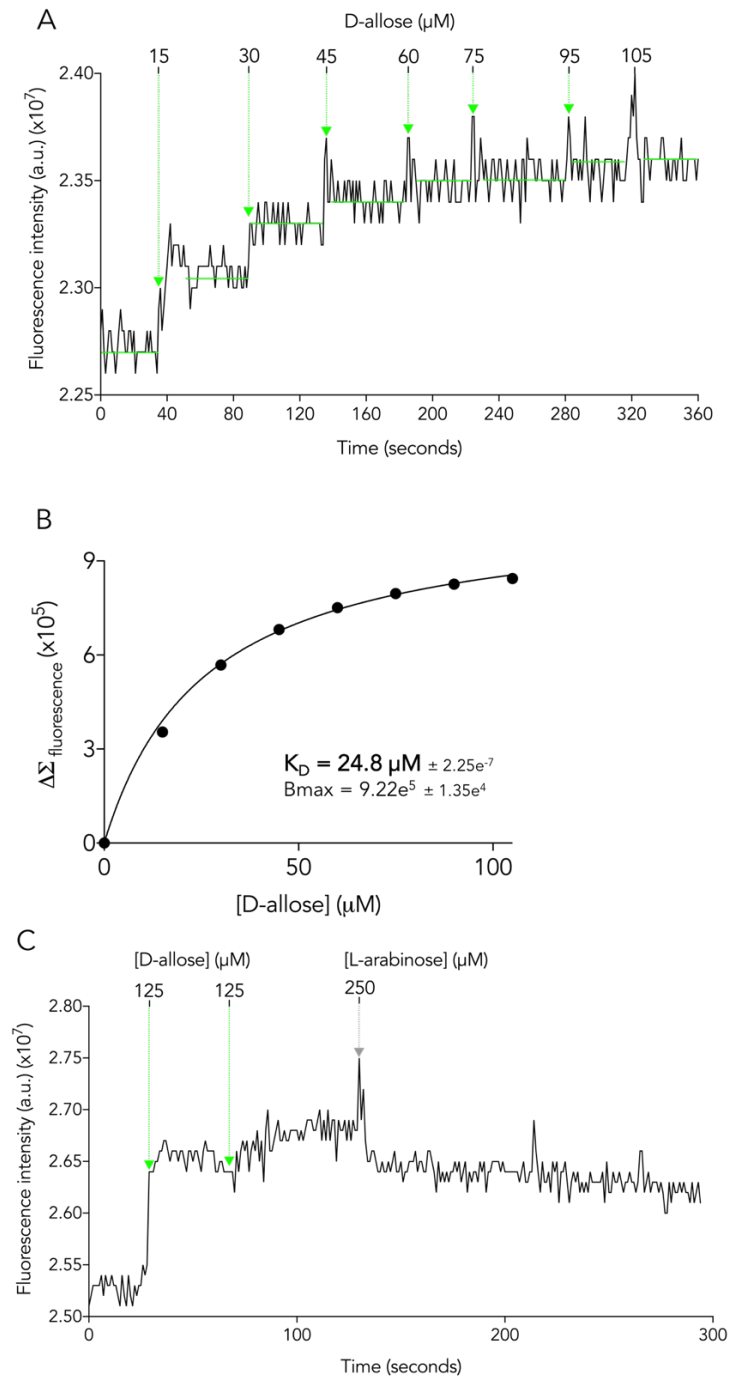 A
D-allose (μM)
15 30 45 60 75 95 105
Fluorescence intensity (a.u.) (x10⁷)
2.40
2.35
2.30
2.25
0 40 80 120 160 200 240 280 320 360
Time (seconds)
B
ΔΣ fluorescence (x10⁵)
9
6
3
0
K_D = 24.8 μM ± 2.25e⁻⁷
Bmax = 9.22e⁵ ± 1.35e⁴
0 50 100
[D-allose] (μM)
C
[D-allose] (μM) [L-arabinose] (μM)
125 125 250
Fluorescence intensity (a.u.) (x10⁷)
2.80
2.75
2.70
2.65
2.60
2.55
2.50
0 100 200 300
Time (seconds)